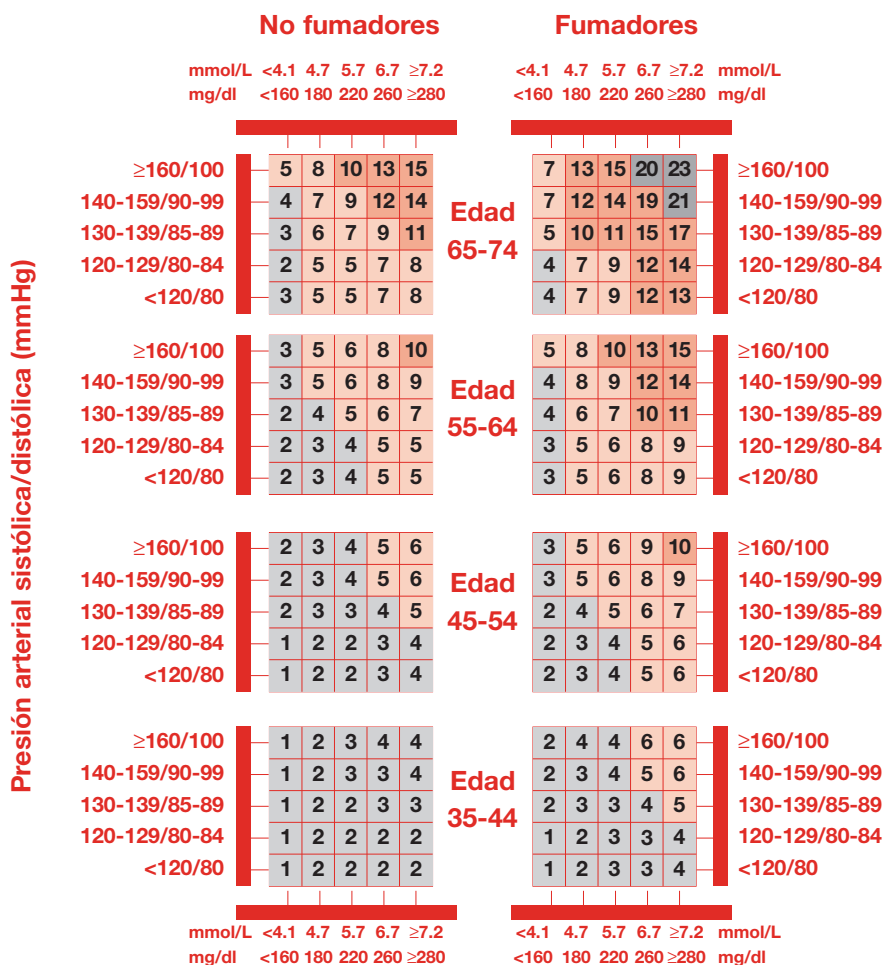 No fumadores Fumadores
mmol/L <4.1 4.7 5.7 6.7 ≥7.2 <4.1 4.7 5.7 6.7 ≥7.2 mmol/L
mg/dl <160 180 220 260 ≥280 <160 180 220 260 ≥280 mg/dl
Presión arterial sistólica/distólica (mmHg)
≥160/100 5 8 10 13 15 7 13 15 20 23 ≥160/100
140-159/90-99 4 7 9 12 14 Edad 7 12 14 19 21 140-159/90-99
130-139/85-89 3 6 7 9 11 65-74 5 10 11 15 17 130-139/85-89
120-129/80-84 2 5 5 7 8 4 7 9 12 14 120-129/80-84
<120/80 3 5 5 7 8 4 7 9 12 13 <120/80
≥160/100 3 5 6 8 10 5 8 10 13 15 ≥160/100
140-159/90-99 3 5 6 8 9 Edad 4 8 9 12 14 140-159/90-99
130-139/85-89 2 4 5 6 7 55-64 4 6 7 10 11 130-139/85-89
120-129/80-84 2 3 4 5 5 3 5 6 8 9 120-129/80-84
<120/80 2 3 4 5 5 3 5 6 8 9 <120/80
≥160/100 2 3 4 5 6 3 5 6 9 10 ≥160/100
140-159/90-99 2 3 4 5 6 Edad 3 5 6 8 9 140-159/90-99
130-139/85-89 2 3 3 4 5 45-54 2 4 5 6 7 130-139/85-89
120-129/80-84 1 2 2 3 4 2 3 4 5 6 120-129/80-84
<120/80 1 2 2 3 4 2 3 4 5 6 <120/80
≥160/100 1 2 3 4 4 2 4 4 6 6 ≥160/100
140-159/90-99 1 2 3 3 4 Edad 2 3 4 5 6 140-159/90-99
130-139/85-89 1 2 2 3 3 35-44 2 3 3 4 5 130-139/85-89
120-129/80-84 1 2 2 2 2 1 2 3 3 4 120-129/80-84
<120/80 1 2 2 2 2 1 2 3 3 4 <120/80
mmol/L <4.1 4.7 5.7 6.7 ≥7.2 <4.1 4.7 5.7 6.7 ≥7.2 mmol/L
mg/dl <160 180 220 260 ≥280 <160 180 220 260 ≥280 mg/dl